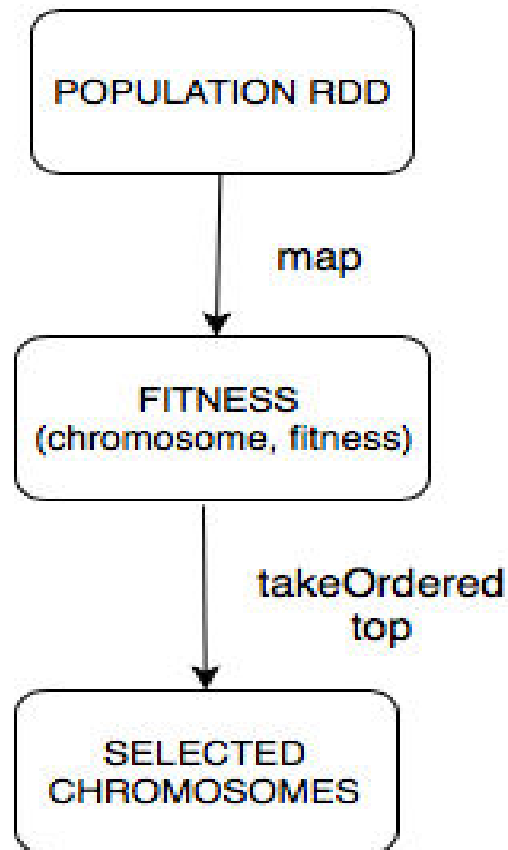 POPULATION RDD
map
FITNESS
(chromosome, fitness)
takeOrdered
top
SELECTED
CHROMOSOMES